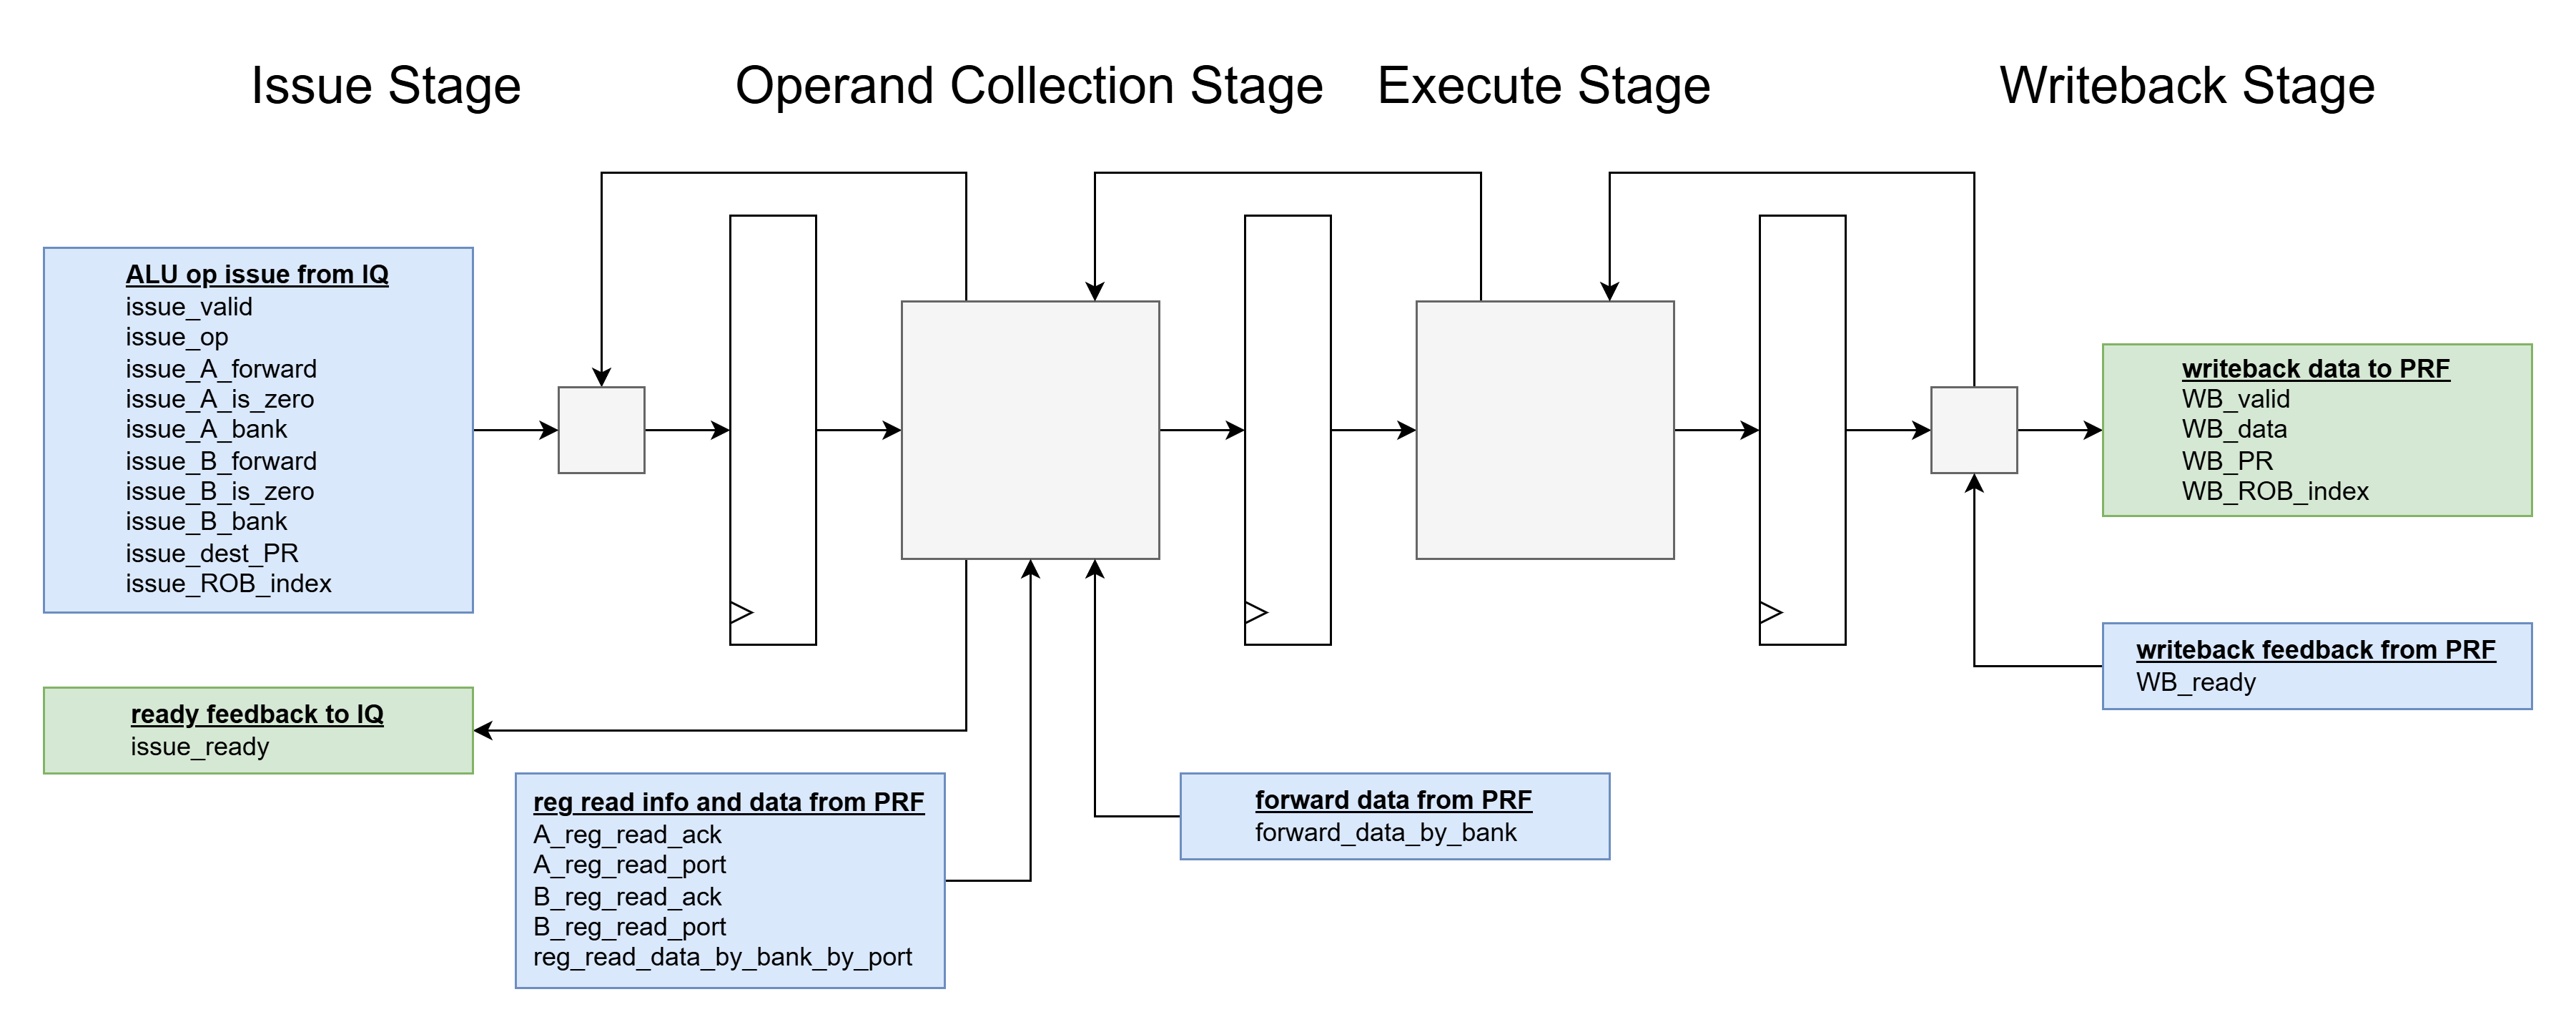 Issue Stage
Operand Collection Stage
Execute Stage
Writeback Stage
ALU op issue from IQ
issue_valid
issue_op
issue_A_forward
issue_A_is_zero
issue_A_bank
issue_B_forward
issue_B_is_zero
issue_B_bank
issue_dest_PR
issue_ROB_index
writeback data to PRF
WB_valid
WB_data
WB_PR
WB_ROB_index
writeback feedback from PRF
WB_ready
ready feedback to IQ
issue_ready
reg read info and data from PRF
A_reg_read_ack
A_reg_read_port
B_reg_read_ack
B_reg_read_port
reg_read_data_by_bank_by_port
forward data from PRF
forward_data_by_bank